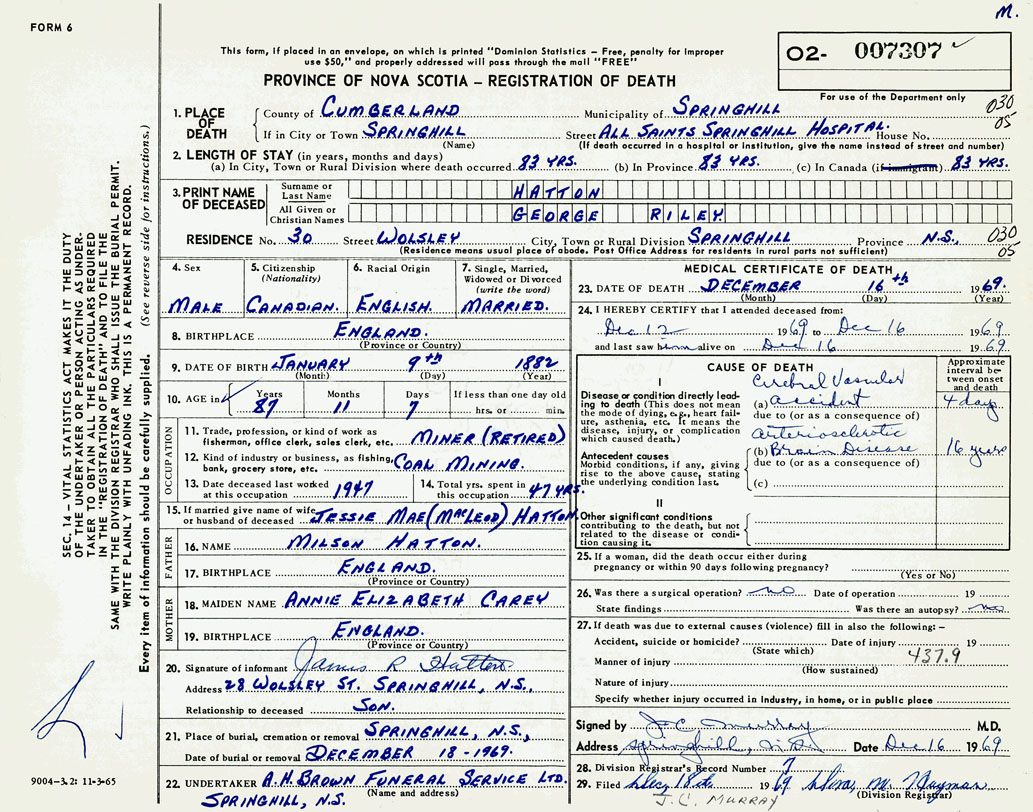 M.
FORM 6
This form, if placed in an envelope, on which is printed "Dominion Statistics – Free, penalty for improper
use $50," and properly addressed will pass through the mail "FREE"
PROVINCE OF NOVA SCOTIA – REGISTRATION OF DEATH
02- 007307
For use of the Department only
1. PLACE OF DEATH
County of CUMBERLAND Municipality of SPRINGHILL 030
If in City or Town SPRINGHILL Street ALL SAINTS SPRINGHILL HOSPITAL. House No. 05
(Name) (If death occurred in a hospital or institution, give the name instead of street and number)
2. LENGTH OF STAY (in years, months and days)
(a) In City, Town or Rural Division where death occurred 83 YRS. (b) In Province 83 YRS. (c) In Canada (if immigrant) 83 YRS.
3. PRINT NAME OF DECEASED
Surname or Last Name HATTON
All Given or Christian Names GEORGE RILEY
RESIDENCE No. 30 Street WOLSLEY City, Town or Rural Division SPRINGHILL Province N.S., 030
05
(Residence means usual place of abode. Post Office Address for residents in rural parts not sufficient)
4. Sex
MALE
5. Citizenship
(Nationality)
CANADIAN.
6. Racial Origin
ENGLISH.
7. Single, Married,
Widowed or Divorced
(write the word)
MARRIED.
8. BIRTHPLACE ENGLAND.
(Province or Country)
9. DATE OF BIRTH JANUARY 9th 1882
(Month) (Day) (Year)
10. AGE in Years Months Days If less than one day old
87 11 7 hrs. or min.
OCCUPATION
11. Trade, profession, or kind of work as
fisherman, office clerk, sales clerk, etc. MINER (RETIRED)
12. Kind of industry or business, as fishing,
bank, grocery store, etc. COAL MINING.
13. Date deceased last worked
at this occupation 1947
14. Total yrs. spent in
this occupation 47 YRS.
15. If married give name of wife
or husband of deceased JESSIE MAE (MACLEOD) HATTON
FATHER
16. NAME MILSON HATTON.
17. BIRTHPLACE ENGLAND.
(Province or Country)
MOTHER
18. MAIDEN NAME ANNIE ELIZABETH CAREY
19. BIRTHPLACE ENGLAND.
(Province or Country)
20. Signature of informant James R Hatton
Address 28 WOLSLEY ST. SPRINGHILL, N.S.,
Relationship to deceased SON.
21. Place of burial, cremation or removal SPRINGHILL, N.S.,
Date of burial or removal DECEMBER 18-1969.
22. UNDERTAKER A.H. BROWN FUNERAL SERVICE LTD.
(Name and address)
SPRINGHILL, N.S.
MEDICAL CERTIFICATE OF DEATH
23. DATE OF DEATH DECEMBER 16th 1969.
(Month) (Day) (Year)
24. I HEREBY CERTIFY that I attended deceased from:
Dec 12 1969 to Dec 16 1969
and last saw him alive on Dec 16 1969.
CAUSE OF DEATH
Approximate
interval be-
tween onset
and death
I
Disease or condition directly lead-
ing to death (This does not mean
the mode of dying, e.g., heart fail-
ure, asthenia, etc. It means the
disease, injury, or complication
which caused death.)
Cerebral Vascular
(a) accident 4 days
due to (or as a consequence of)
Antecedent causes
Morbid conditions, if any, giving
rise to the above cause, stating
the underlying condition last.
arteriosclerotic
(b) Brain Disease 16 years
due to (or as a consequence of)
(c)
II
Other significant conditions
contributing to the death, but not
related to the disease or condi-
tion causing it.
25. If a woman, did the death occur either during
pregnancy or within 90 days following pregnancy?
(Yes or No)
26. Was there a surgical operation? no Date of operation 19
State findings Was there an autopsy? no
27. If death was due to external causes (violence) fill in also the following: –
Accident, suicide or homicide? Date of injury 19
(State which) 437.9
Manner of injury
(How sustained)
Nature of injury
Specify whether injury occurred in industry, in home, or in public place
Signed by J.C. Murray M.D.
Address Springhill, N.S. Date Dec 16 1969
28. Division Registrar's Record Number 7
29. Filed Dec 18th 1969
(Division Registrar)
J.C. MURRAY
SEC. 14 – VITAL STATISTICS ACT MAKES IT THE DUTY
OF THE UNDERTAKER OR PERSON ACTING AS UNDER-
TAKER TO OBTAIN ALL THE PARTICULARS REQUIRED
IN THE "REGISTRATION OF DEATH" AND TO FILE THE
SAME WITH THE DIVISION REGISTRAR WHO SHALL ISSUE THE BURIAL PERMIT.
WRITE PLAINLY WITH UNFADING INK. THIS IS A PERMANENT RECORD.
Every item of information should be carefully supplied. (See reverse side for instructions.)
9004-3.2: 11-3-65